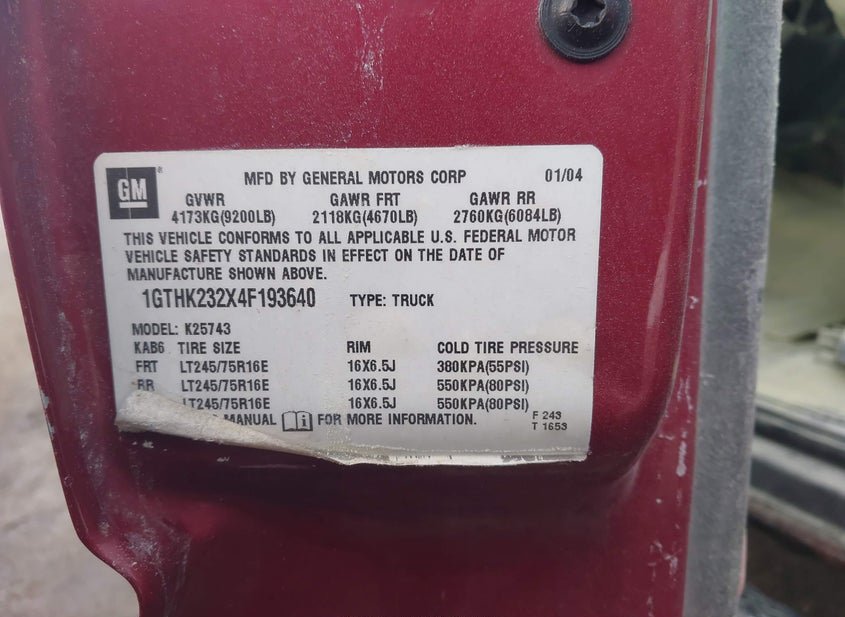 GM
MFD BY GENERAL MOTORS CORP 01/04
GVWR GAWR FRT GAWR RR
4173KG(9200LB) 2118KG(4670LB) 2760KG(6084LB)
THIS VEHICLE CONFORMS TO ALL APPLICABLE U.S. FEDERAL MOTOR
VEHICLE SAFETY STANDARDS IN EFFECT ON THE DATE OF
MANUFACTURE SHOWN ABOVE.
1GTHK232X4F193640 TYPE: TRUCK
MODEL: K25743
KAB6 TIRE SIZE RIM COLD TIRE PRESSURE
FRT LT245/75R16E 16X6.5J 380KPA(55PSI)
RR LT245/75R16E 16X6.5J 550KPA(80PSI)
LT245/75R16E 16X6.5J 550KPA(80PSI)
MANUAL FOR MORE INFORMATION.
F 243
T 1653